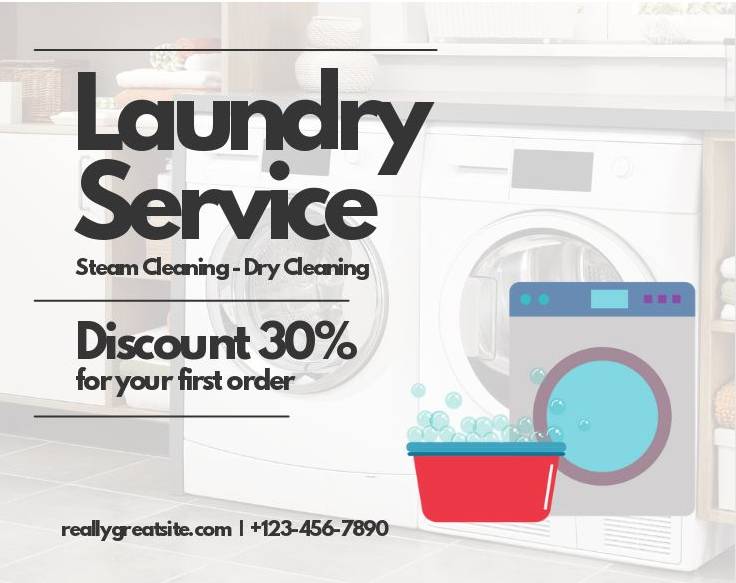 Laundry
Service
Steam Cleaning - Dry Cleaning
Discount 30%
for your first order
reallygreatsite.com | +123-456-7890